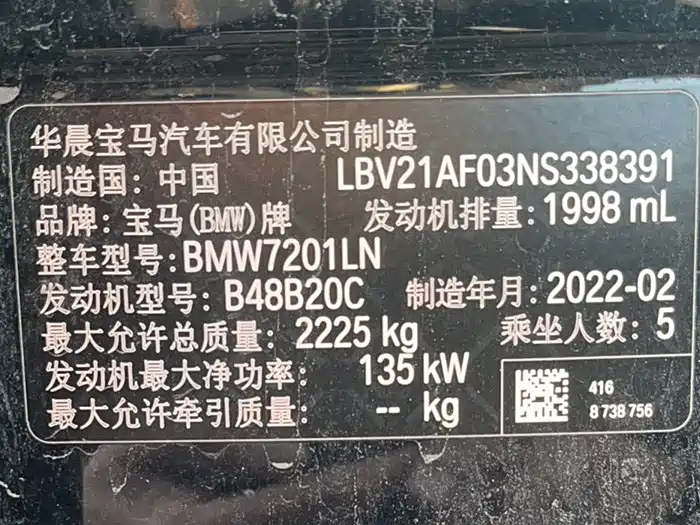 华晨宝马汽车有限公司制造
制造国: 中国 LBV21AF03NS338391
品牌: 宝马(BMW)牌 发动机排量: 1998 mL
整车型号: BMW7201LN
发动机型号: B48B20C 制造年月: 2022-02
最大允许总质量: 2225 kg 乘坐人数: 5
发动机最大净功率: 135 kW
最大允许牵引质量: -- kg
416
8 738 756